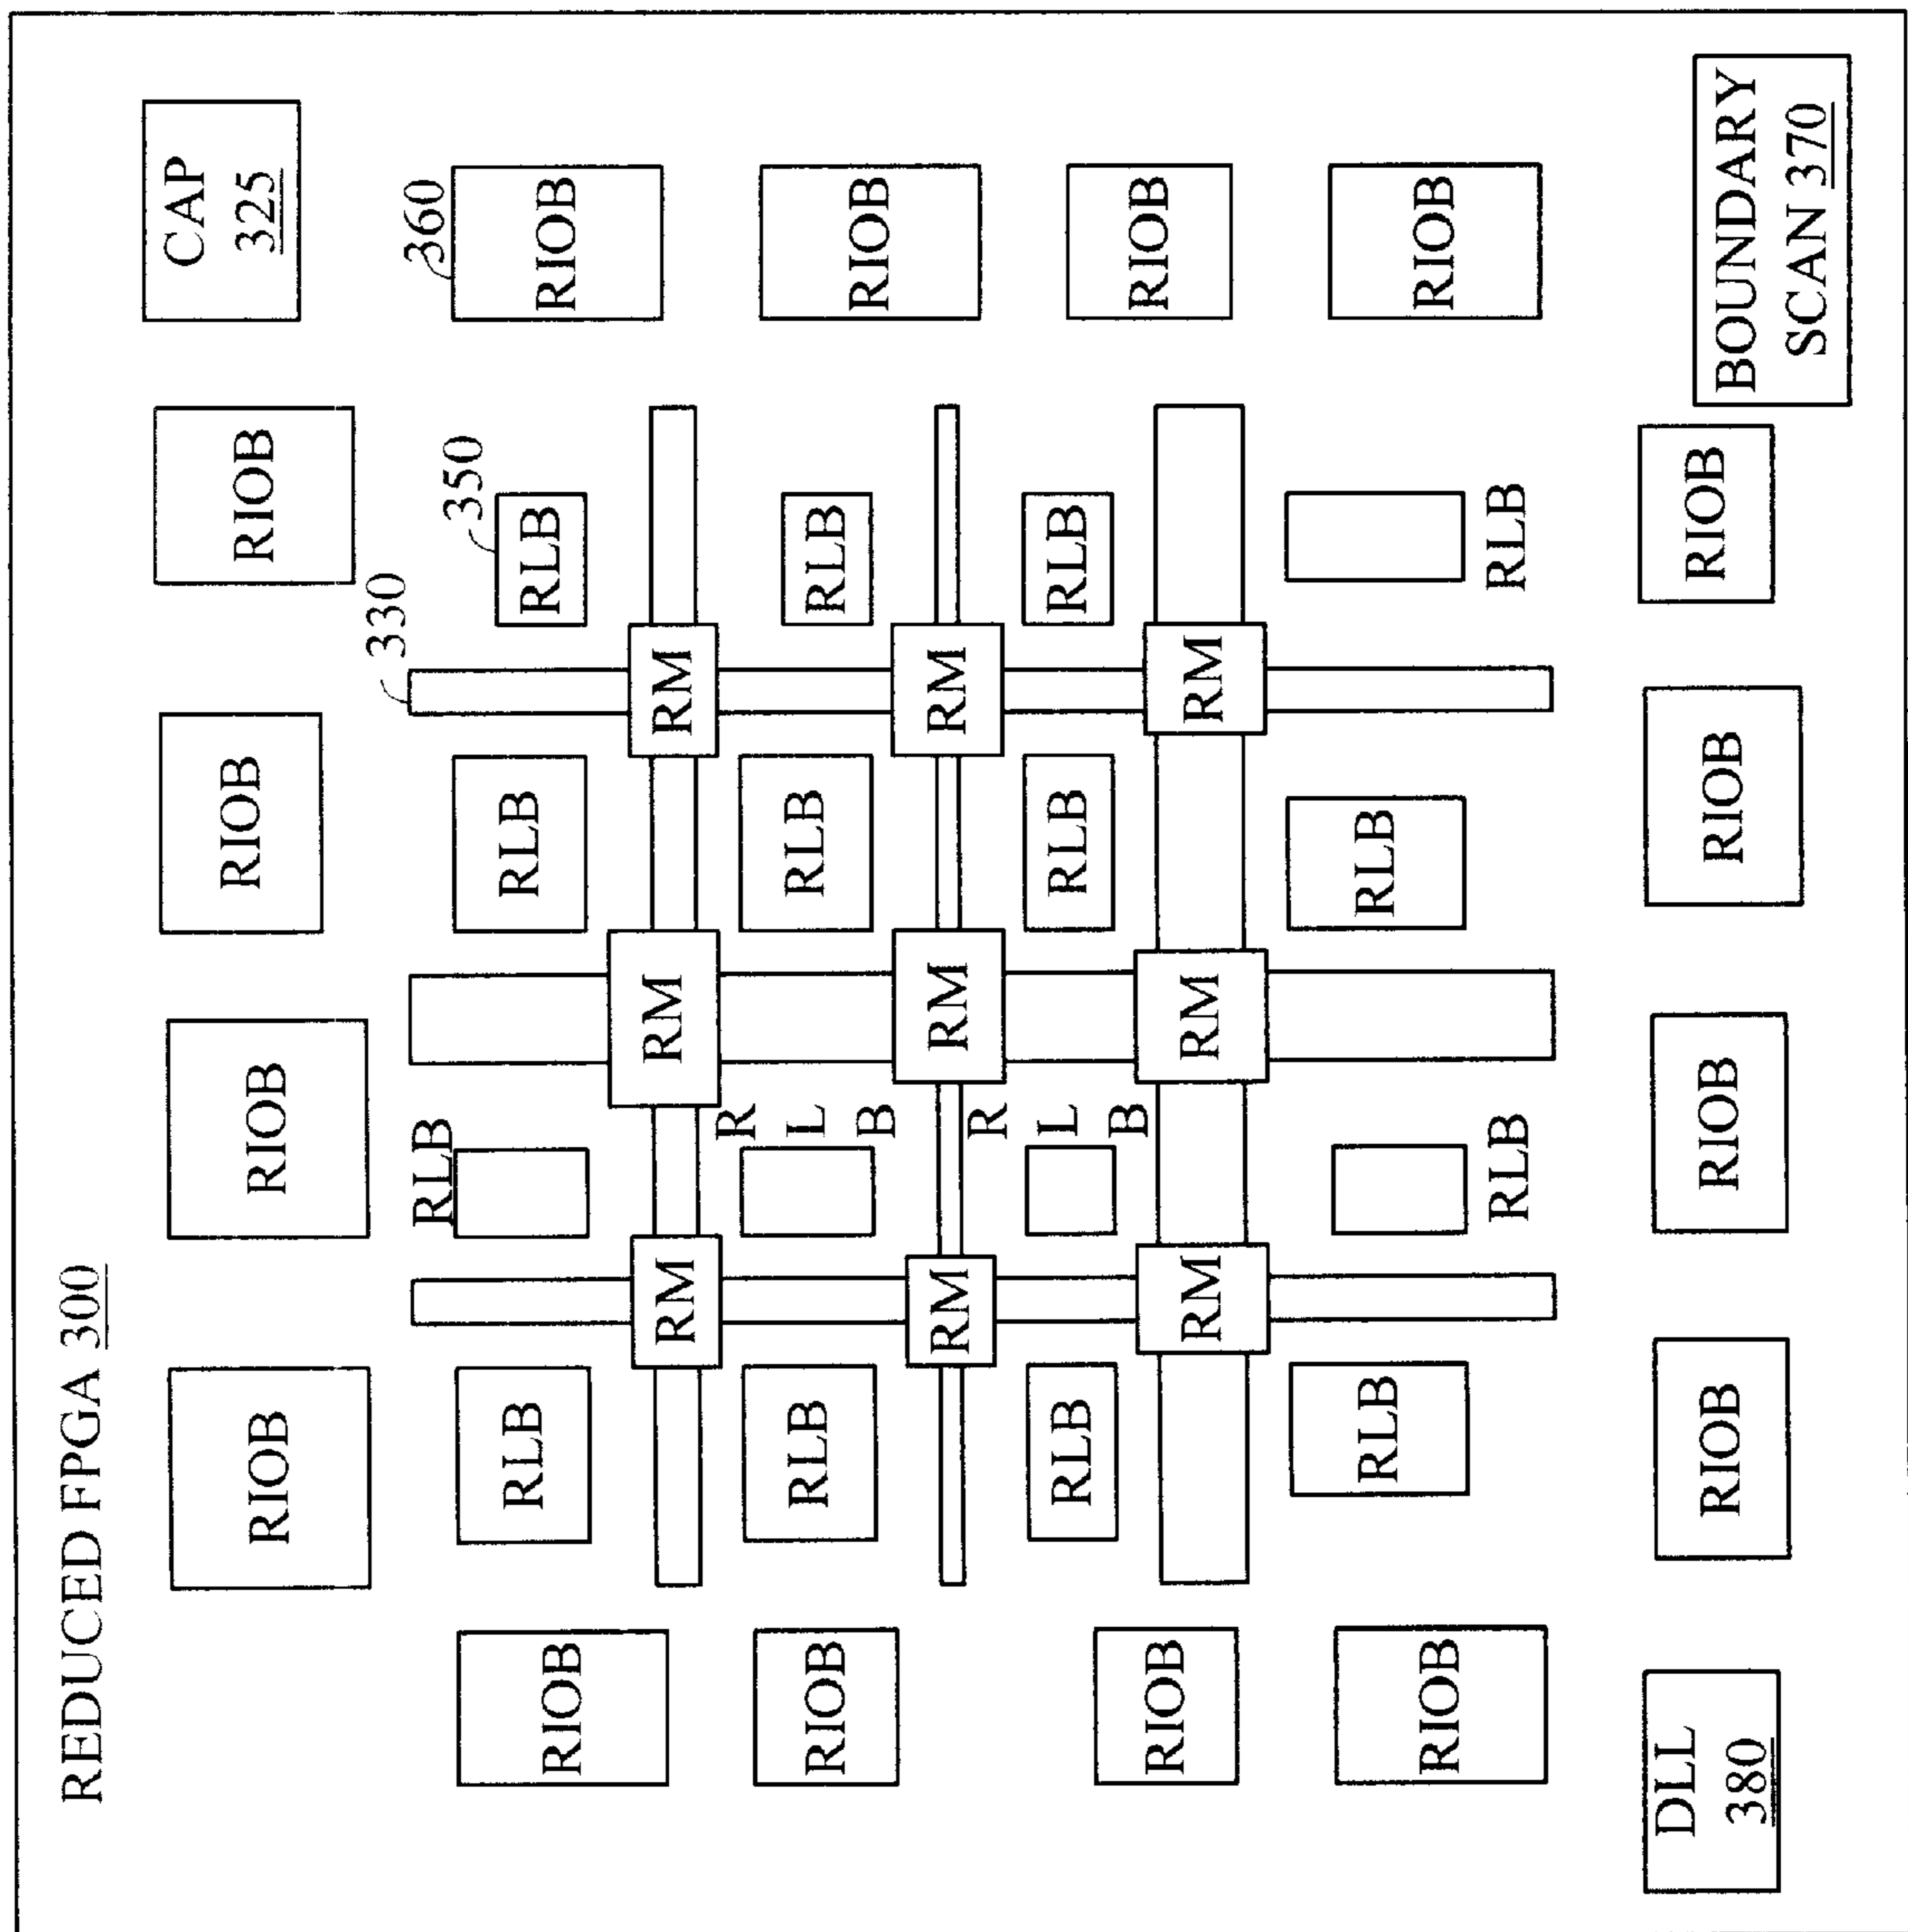 REDUCED FPGA 300
RIOB
RIOB
RIOB
RIOB
CAP
325
330
360
RLB
350
RIOB
RLB
RLB
RLB
RIOB
RM
RM
RM
RIOB
RLB
R
L
B
RLB
RLB
RIOB
RM
RM
RM
RIOB
RLB
R
L
B
RLB
RLB
RIOB
RM
RM
RM
RIOB
RLB
RLB
RIOB
RLB
RLB
DLL
380
RIOB
RIOB
RIOB
RIOB
BOUNDARY
SCAN 370